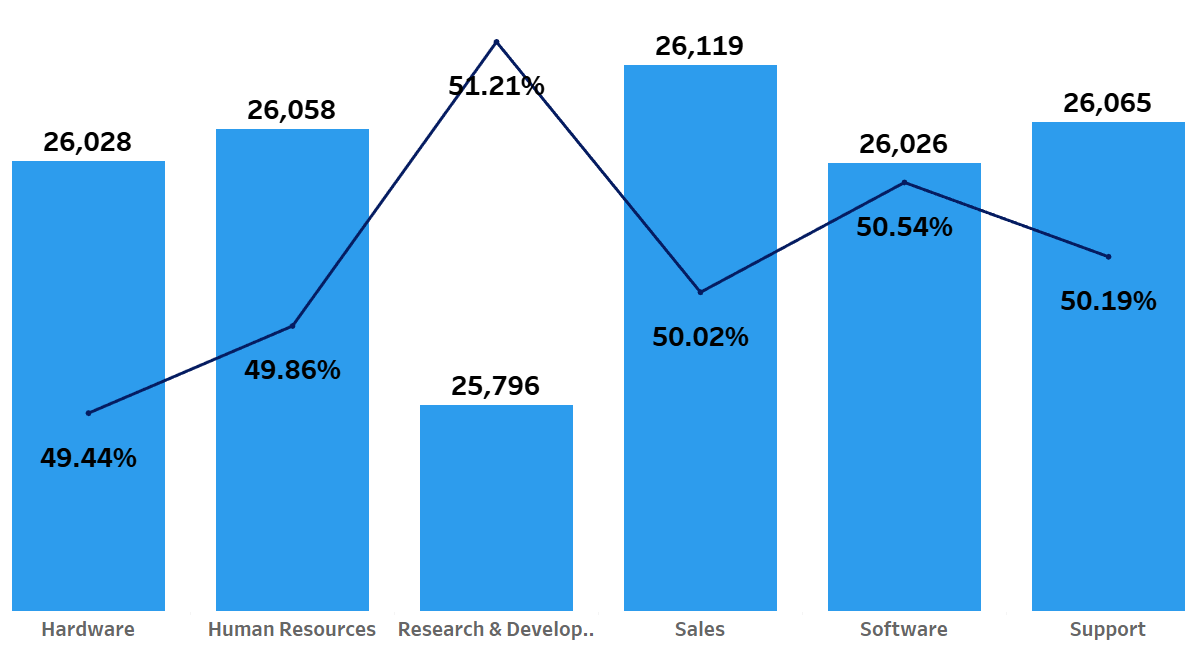 26,119
26,065
26,058
26,028
26,026
51.21%
50.54%
50.19%
50.02%
49.86%
25,796
49.44%
Hardware
Human Resources
Research & Develop..
Sales
Software
Support